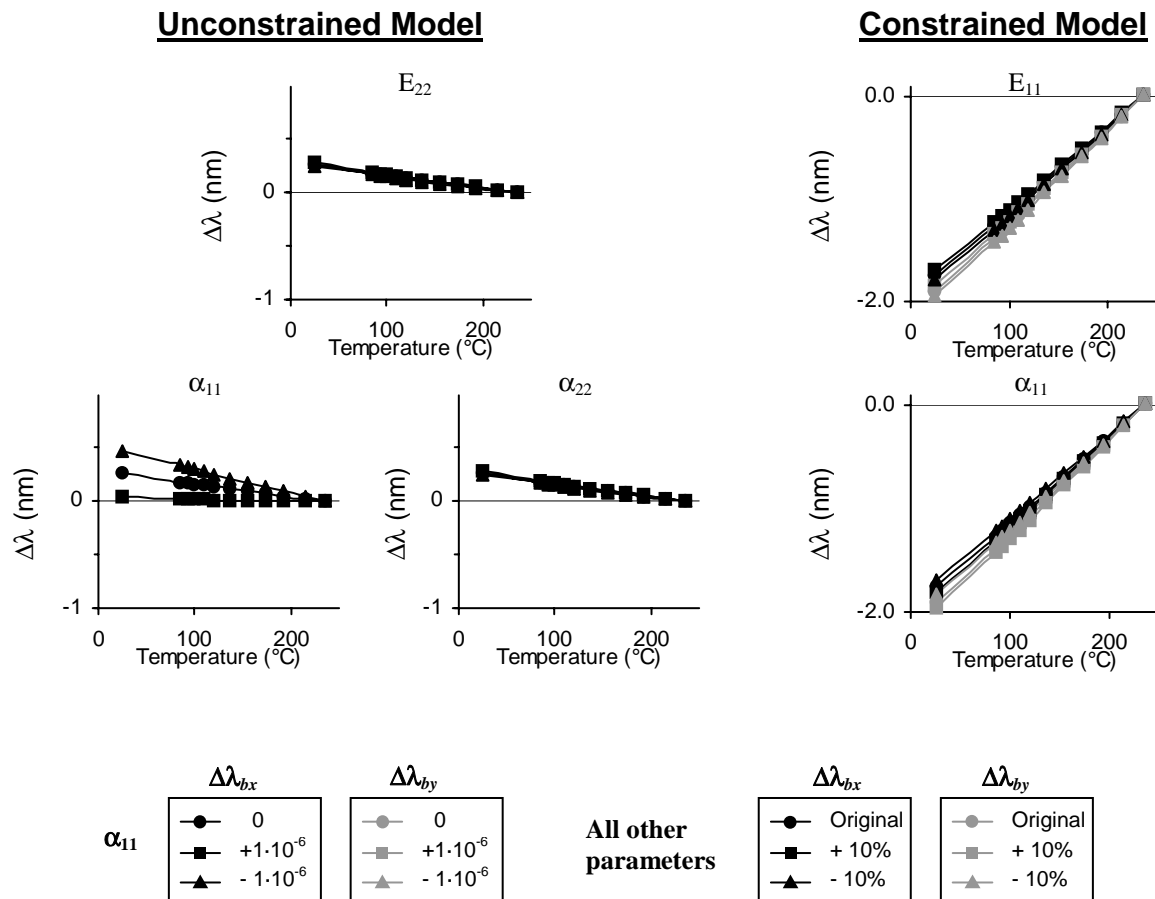 Unconstrained Model
Constrained Model
E22
Δλ (nm)
0
-1
0
100
200
Temperature (°C)
E11
0.0
Δλ (nm)
-2.0
0
100
200
Temperature (°C)
α11
Δλ (nm)
0
-1
0
100
200
Temperature (°C)
α22
Δλ (nm)
0
-1
0
100
200
Temperature (°C)
α11
0.0
Δλ (nm)
-2.0
0
100
200
Temperature (°C)
α11
Δλbx
0
+1·10-6
- 1·10-6
Δλby
0
+1·10-6
- 1·10-6
All other
parameters
Δλbx
Original
+ 10%
- 10%
Δλby
Original
+ 10%
- 10%